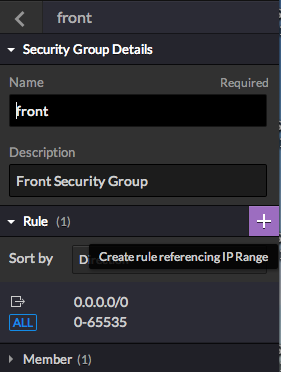 front
Security Group Details
Name Required
front
Description
Front Security Group
Rule (1) +
Sort by Dir
Create rule referencing IP Range
0.0.0.0/0
ALL 0-65535
Member (1)